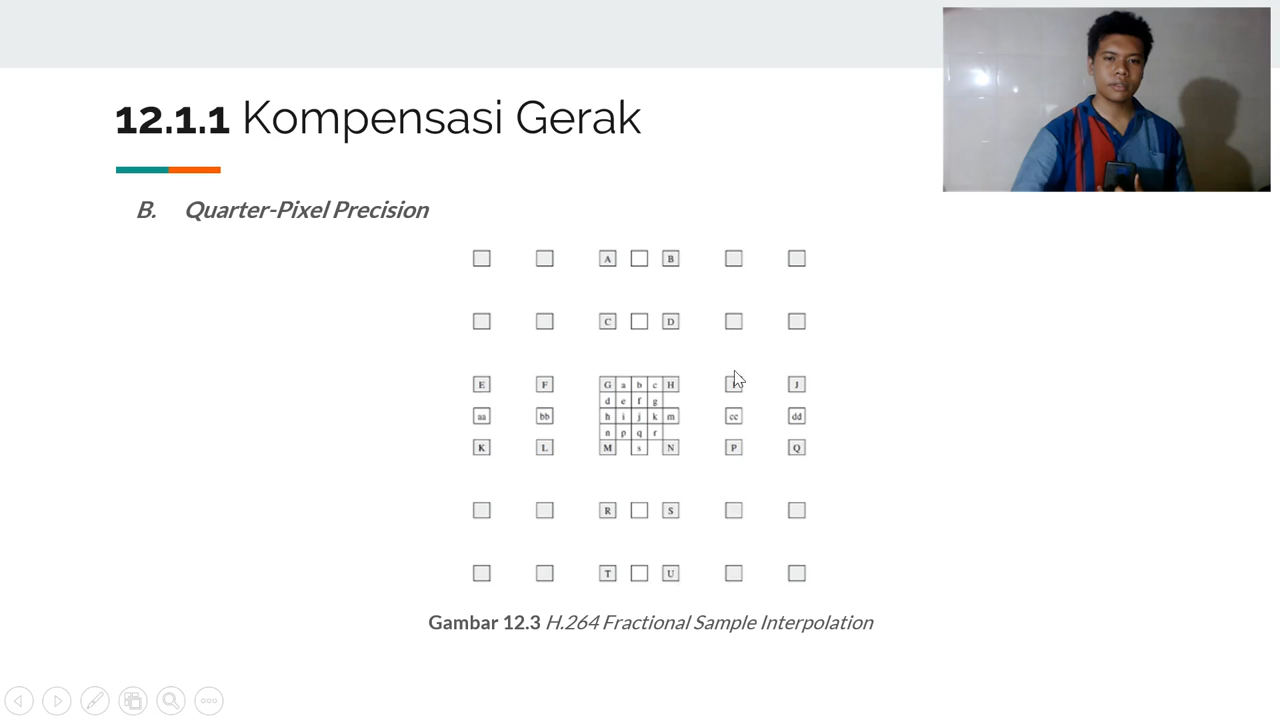 12.1.1 Kompensasi Gerak
B. Quarter-Pixel Precision
A B
C D
E F G a b c H J
d e f g
aa bb h i j k m cc dd
n p q r
K L M s N P Q
R S
T U
Gambar 12.3 H.264 Fractional Sample Interpolation